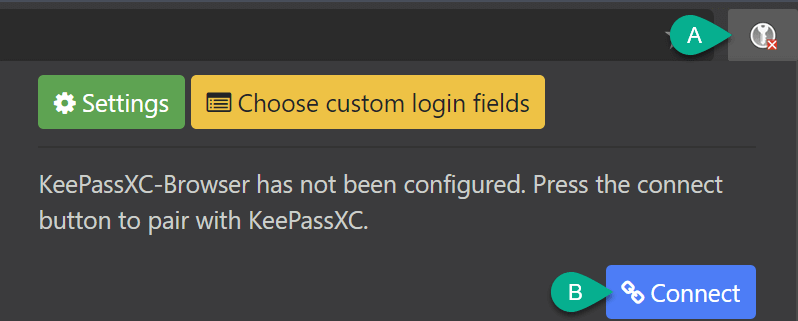 A
Settings
Choose custom login fields
KeePassXC-Browser has not been configured. Press the connect
button to pair with KeePassXC.
B
Connect